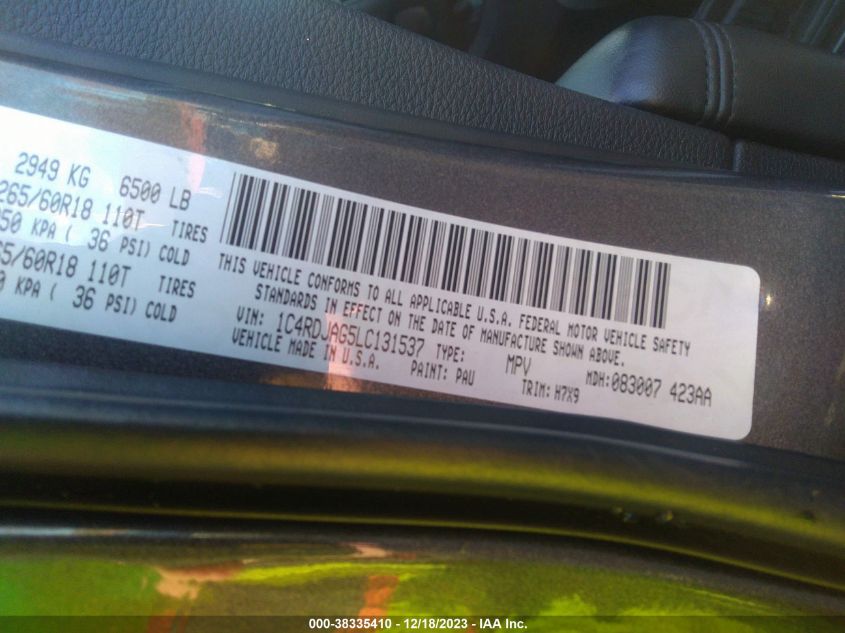 2949 KG 6500 LB
265/60R18 110T TIRES
250 KPA ( 36 PSI) COLD
65/60R18 110T TIRES
0 KPA ( 36 PSI) COLD
THIS VEHICLE CONFORMS TO ALL APPLICABLE U.S.A. FEDERAL MOTOR VEHICLE SAFETY
STANDARDS IN EFFECT ON THE DATE OF MANUFACTURE SHOWN ABOVE.
VIN: 1C4RDJAG5LC131537 TYPE: MPV MDH:083007 423AA
VEHICLE MADE IN U.S.A. PAINT: PAU TRIM: H7X9
000-38335410 - 12/18/2023 - IAA Inc.